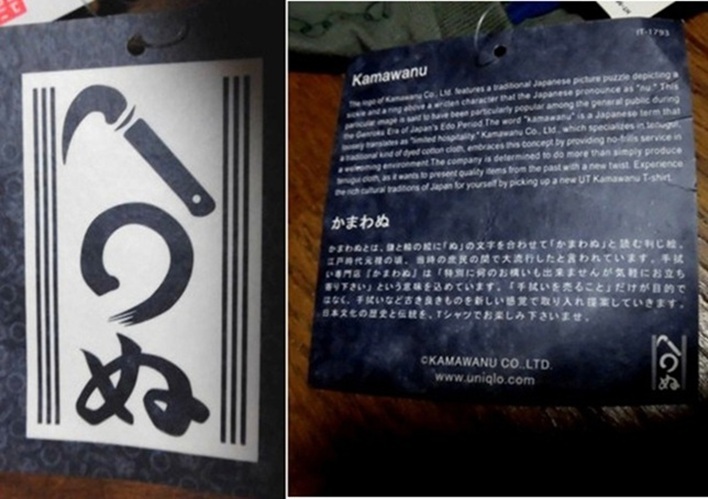 ぬ
IT-1793
Kamawanu
The logo of Kamawanu Co., Ltd. features a traditional Japanese picture puzzle depicting a
sickle and a ring above a written character that the Japanese pronounce as "nu." This
particular image is said to have been particularly popular among the general public during
the Genroku Era of Japan's Edo Period. The word "kamawanu" is a Japanese term that
loosely translates as "limited hospitality." Kamawanu Co., Ltd., which specializes in tenugui,
a traditional kind of dyed cotton cloth, embraces this concept by providing no-frills service in
a welcoming environment. The company is determined to do more than simply produce
tenugui cloth, as it wants to present quality items from the past with a new twist. Experience
the rich cultural traditions of Japan for yourself by picking up a new UT Kamawanu T-shirt.
かまわぬ
かまわぬとは、鎌と輪の絵に「ぬ」の文字を合わせて「かまわぬ」と読む判じ絵。
江戸時代元禄の頃、当時の庶民の間で大流行したと言われています。手拭
い専門店『かまわぬ』は「特別に何のお構いも出来ませんが気軽にお立ち
寄り下さい」という意味を込めています。「手拭いを売ること」だけが目的で
はなく、手拭いなど古き良きものを新しい感覚で取り入れ提案していきます。
日本文化の歴史と伝統を、Tシャツでお楽しみ下さいませ。
©KAMAWANU CO.,LTD.
www.uniqlo.com
ぬ